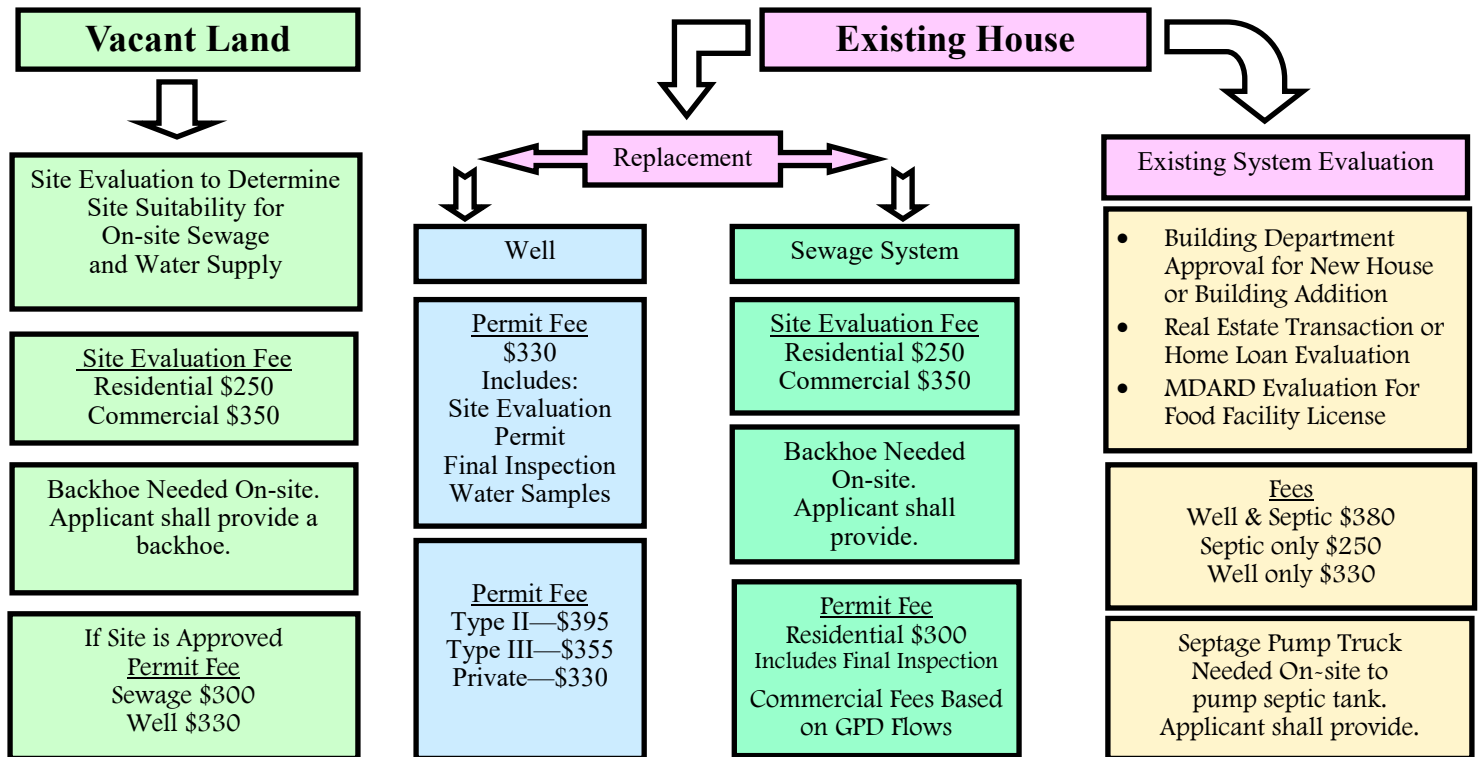 Vacant Land
Site Evaluation to Determine
Site Suitability for
On-site Sewage
and Water Supply
Site Evaluation Fee
Residential $250
Commercial $350
Backhoe Needed On-site.
Applicant shall provide a
backhoe.
If Site is Approved
Permit Fee
Sewage $300
Well $330
Existing House
Replacement
Well
Permit Fee
$330
Includes:
Site Evaluation
Permit
Final Inspection
Water Samples
Permit Fee
Type II—$395
Type III—$355
Private—$330
Sewage System
Site Evaluation Fee
Residential $250
Commercial $350
Backhoe Needed
On-site.
Applicant shall
provide.
Permit Fee
Residential $300
Includes Final Inspection
Commercial Fees Based
on GPD Flows
Existing System Evaluation
• Building Department
Approval for New House
or Building Addition
• Real Estate Transaction or
Home Loan Evaluation
• MDARD Evaluation For
Food Facility License
Fees
Well & Septic $380
Septic only $250
Well only $330
Septage Pump Truck
Needed On-site to
pump septic tank.
Applicant shall provide.